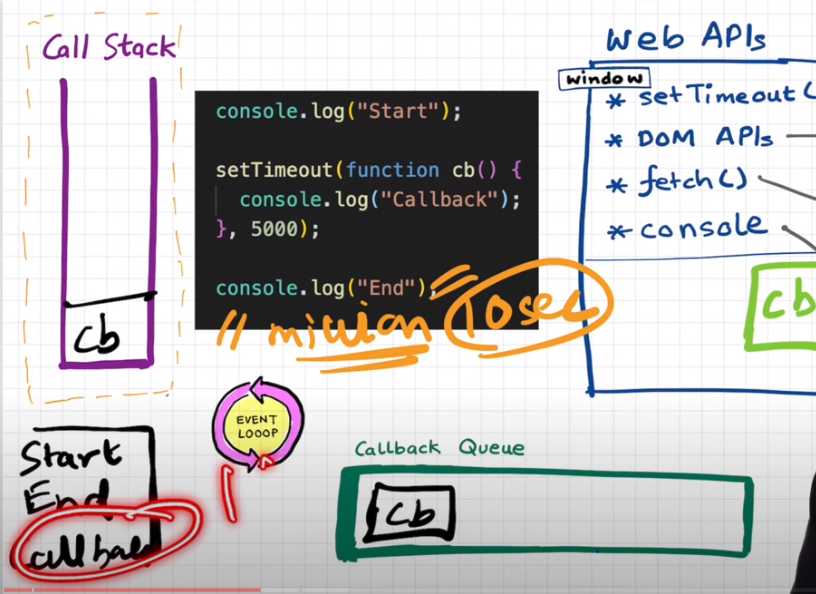 Call Stack
cb
console.log("Start");
setTimeout(function cb() {
console.log("Callback");
}, 5000);
console.log("End");
// million 10sec
Web APIs
window
* setTimeout(
* DOM APIs
* fetch()
* console
cb
EVENT
LOOOP
Start
End
callback
Callback Queue
cb